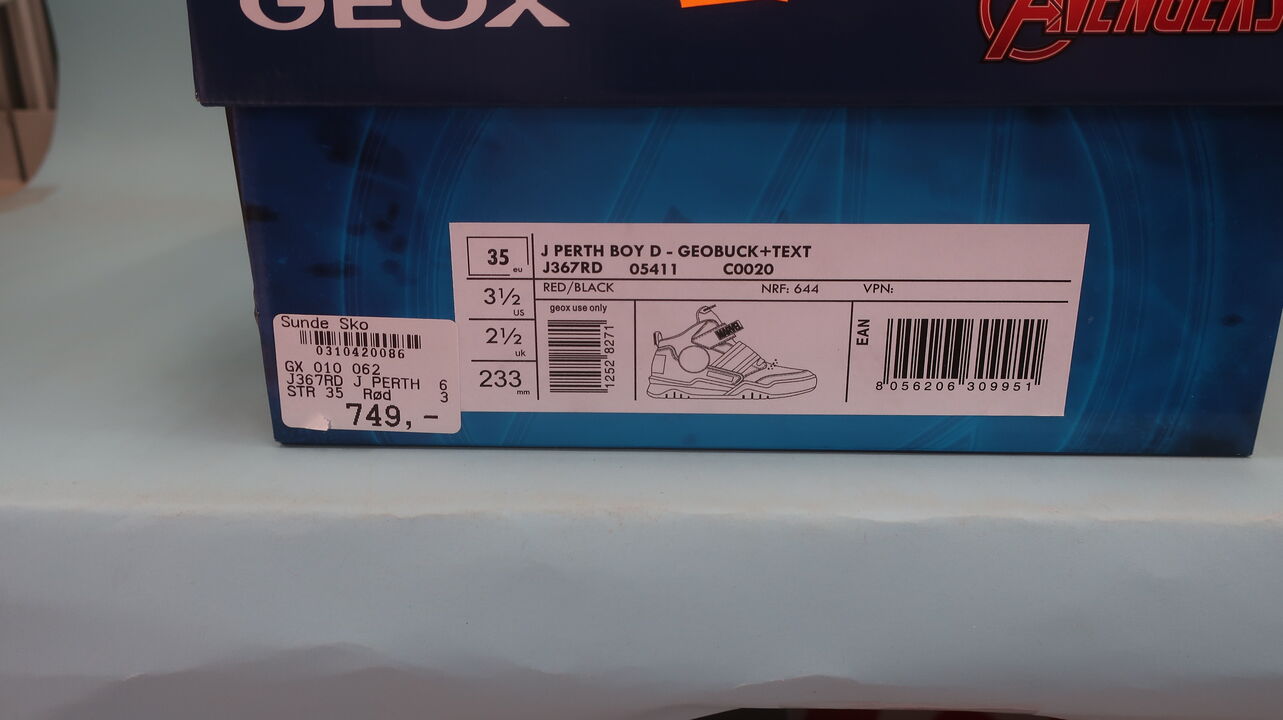 GEOX
AVENGERS
35 eu
J PERTH BOY D - GEOBUCK+TEXT
J367RD 05411 C0020
RED/BLACK NRF: 644 VPN:
3½ US
2½ uk
233 mm
geox use only
1252 8271
MARVEL
EAN
8 056206 309951
Sunde Sko
0310420086
GX 010 062
J367RD J PERTH 6
STR 35 Rød 3
749,-